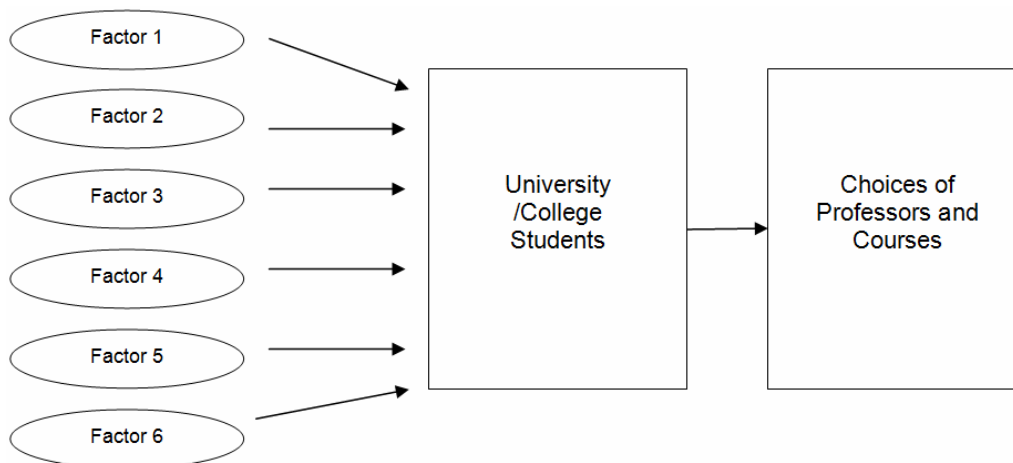 Factor 1
Factor 2
Factor 3
Factor 4
Factor 5
Factor 6
University
/College
Students
Choices of
Professors and
Courses